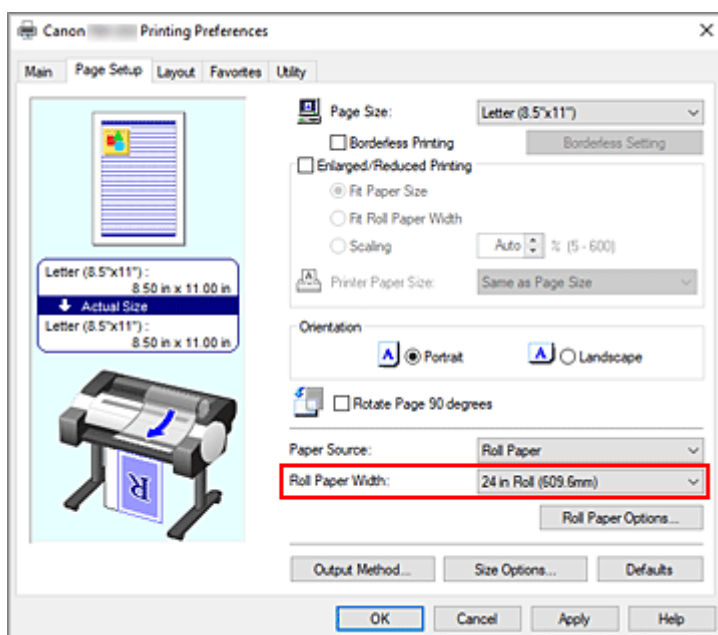 Canon Printing Preferences
Main Page Setup Layout Favorites Utility
Page Size: Letter (8.5"x11")
Borderless Printing Borderless Setting
Enlarged/Reduced Printing
Fit Paper Size
Fit Roll Paper Width
Scaling Auto % (5 - 600)
Printer Paper Size: Same as Page Size
Letter (8.5"x11") :
8.50 in x 11.00 in
Actual Size
Letter (8.5"x11") :
8.50 in x 11.00 in
Orientation
A Portrait A Landscape
Rotate Page 90 degrees
Paper Source: Roll Paper
Roll Paper Width: 24 in Roll (609.6mm)
R
Roll Paper Options...
Output Method... Size Options... Defaults
OK Cancel Apply Help